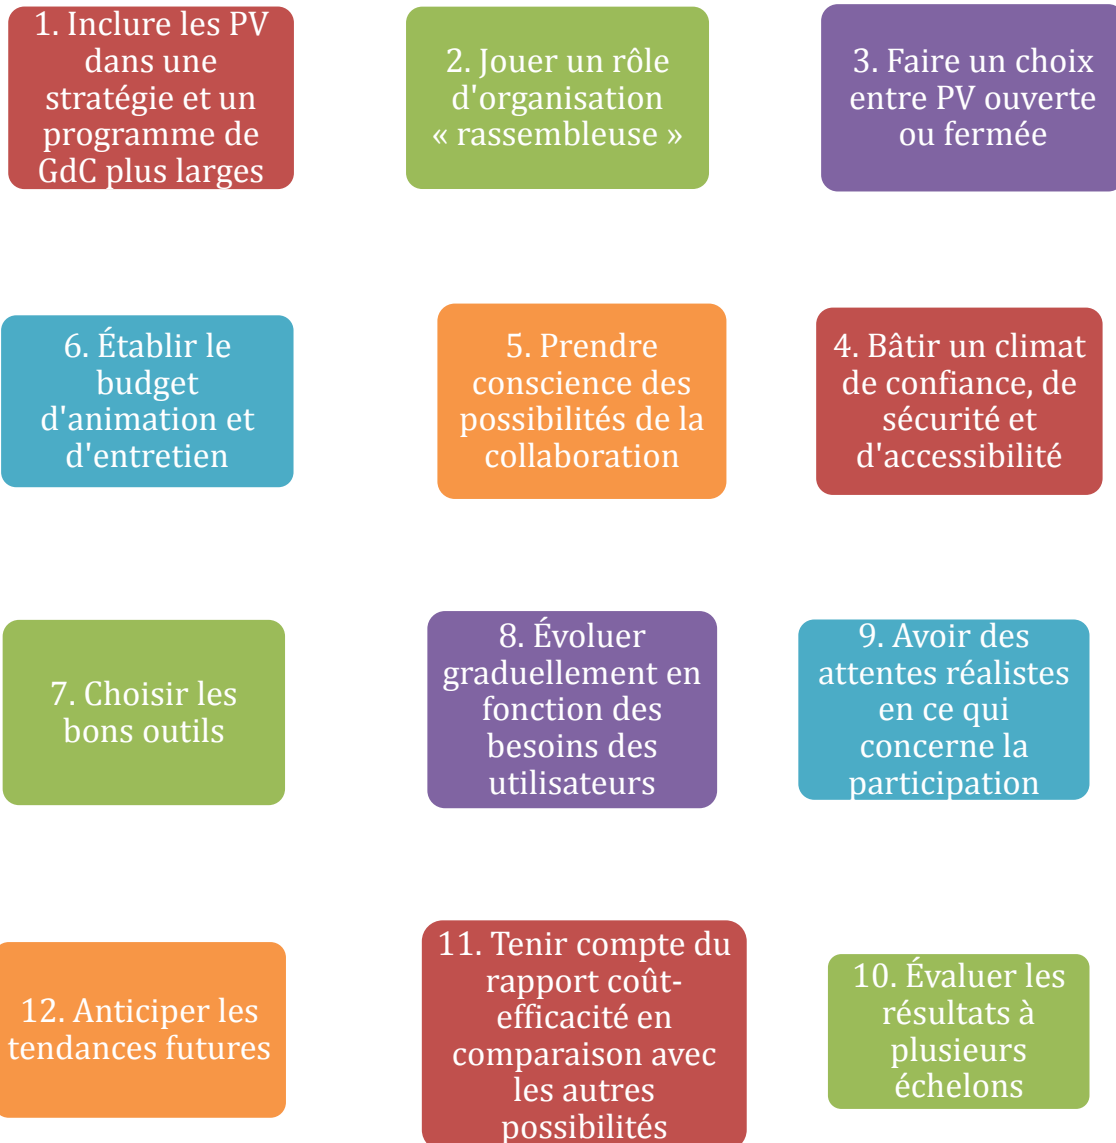 1. Inclure les PV
dans une
stratégie et un
programme de
GdC plus larges
2. Jouer un rôle
d'organisation
« rassembleuse »
3. Faire un choix
entre PV ouverte
ou fermée
6. Établir le
budget
d'animation et
d'entretien
5. Prendre
conscience des
possibilités de la
collaboration
4. Bâtir un climat
de confiance, de
sécurité et
d'accessibilité
7. Choisir les
bons outils
8. Évoluer
graduellement en
fonction des
besoins des
utilisateurs
9. Avoir des
attentes réalistes
en ce qui
concerne la
participation
12. Anticiper les
tendances futures
11. Tenir compte du
rapport coût-
efficacité en
comparaison avec
les autres
possibilités
10. Évaluer les
résultats à
plusieurs
échelons